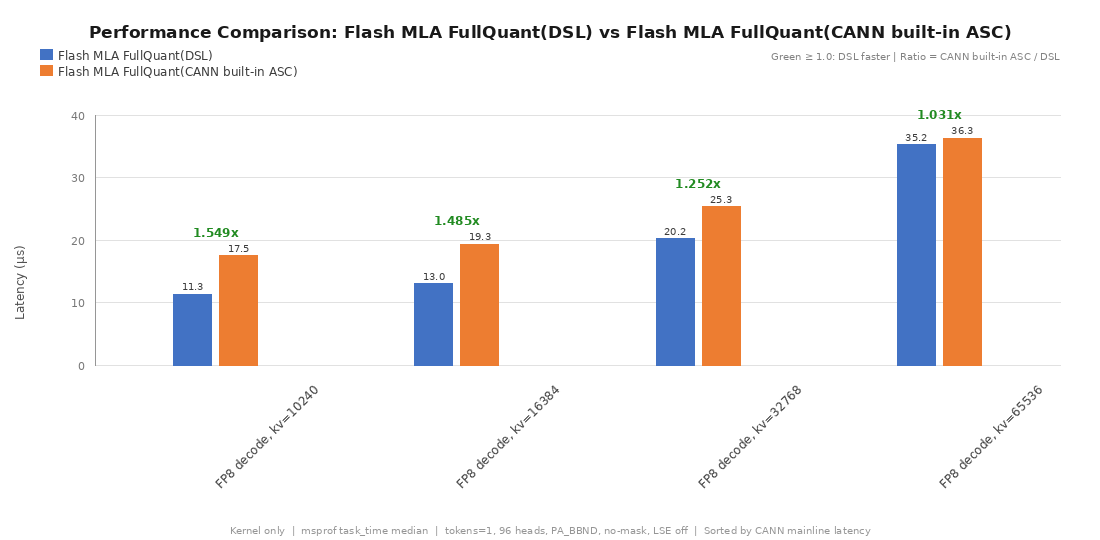 Performance Comparison: Flash MLA FullQuant(DSL) vs Flash MLA FullQuant(CANN built-in ASC)
Flash MLA FullQuant(DSL)
Flash MLA FullQuant(CANN built-in ASC)
Green ≥ 1.0: DSL faster | Ratio = CANN built-in ASC / DSL
Latency (μs)
40
30
20
10
0
1.549x
11.3
17.5
1.485x
13.0
19.3
1.252x
20.2
25.3
1.031x
35.2
36.3
FP8 decode, kv=10240
FP8 decode, kv=16384
FP8 decode, kv=32768
FP8 decode, kv=65536
Kernel only | msprof task_time median | tokens=1, 96 heads, PA_BBND, no-mask, LSE off | Sorted by CANN mainline latency